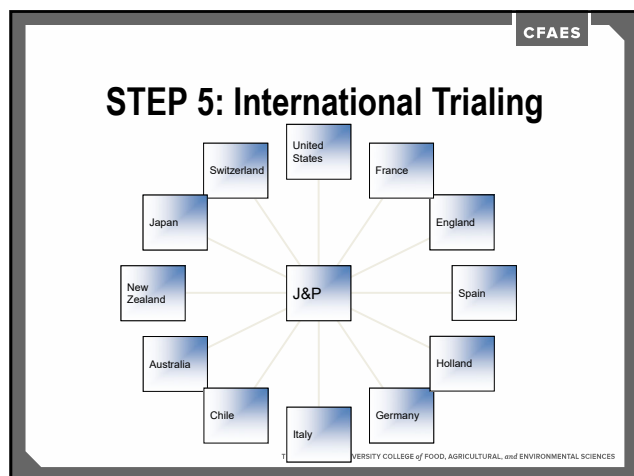 CFAES
STEP 5: International Trialing
United
States
Switzerland
France
Japan
England
New
Zealand
J&P
Spain
Australia
Holland
Chile
Germany
Italy
VERSITY COLLEGE of FOOD, AGRICULTURAL, and ENVIRONMENTAL SCIENCES